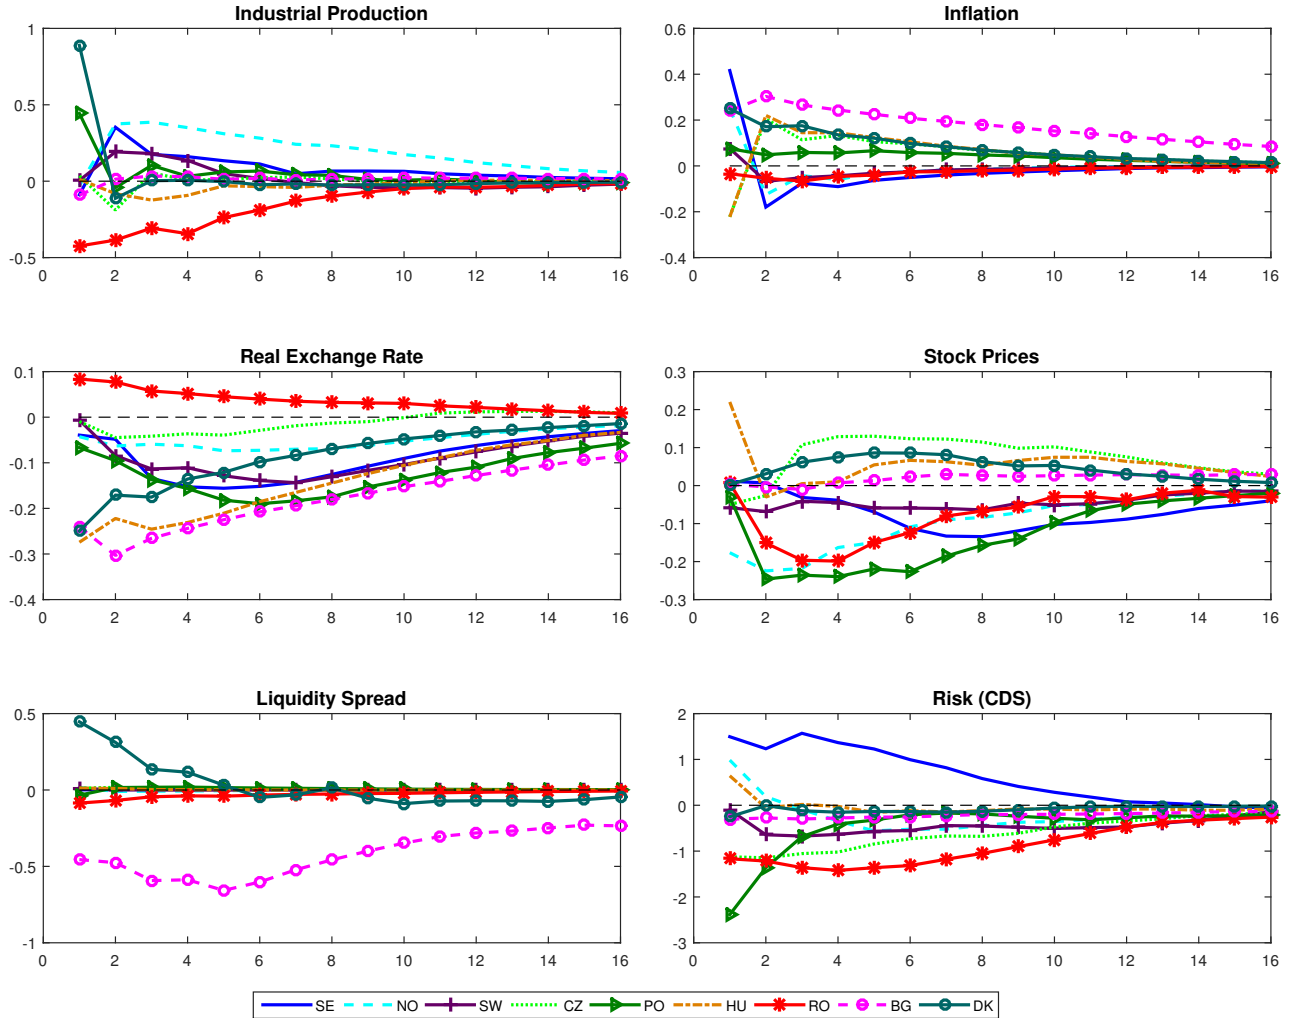 Industrial Production
1
0.5
0
-0.5
0 2 4 6 8 10 12 14 16
Inflation
0.6
0.4
0.2
0
-0.2
-0.4
0 2 4 6 8 10 12 14 16
Real Exchange Rate
0.1
0
-0.1
-0.2
-0.3
-0.4
0 2 4 6 8 10 12 14 16
Stock Prices
0.3
0.2
0.1
0
-0.1
-0.2
-0.3
0 2 4 6 8 10 12 14 16
Liquidity Spread
0.5
0
-0.5
-1
0 2 4 6 8 10 12 14 16
Risk (CDS)
2
1
0
-1
-2
-3
0 2 4 6 8 10 12 14 16
SE NO SW CZ PO HU RO BG DK